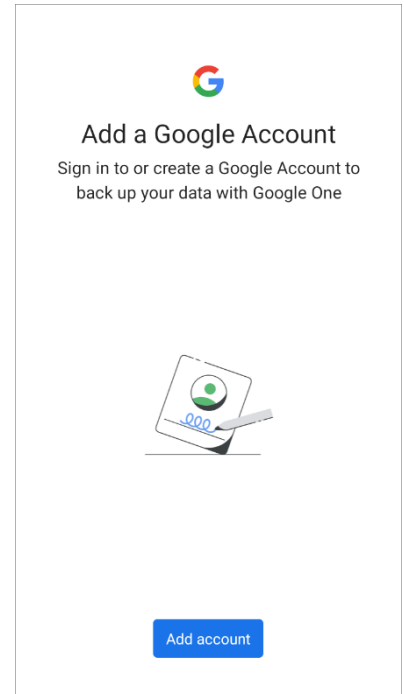 Add a Google Account
Sign in to or create a Google Account to
back up your data with Google One
Add account